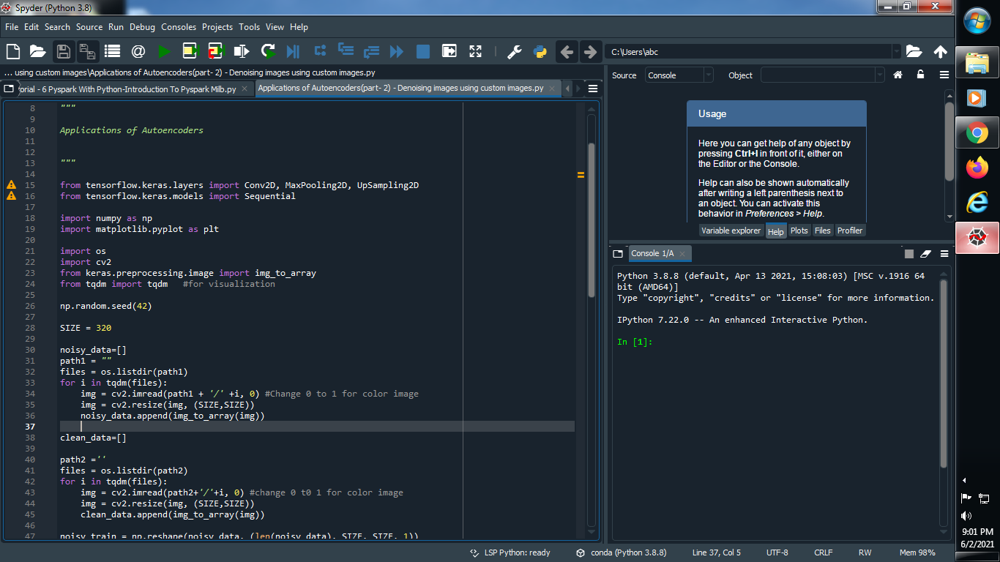 Spyder (Python 3.8)
File Edit Search Source Run Debug Consoles Projects Tools View Help
C:\Users\abc
... using custom images\Applications of Autoencoders(part- 2) - Denoising images using custom images.py
orial - 6 Pyspark With Python-Introduction To Pyspark Milb.py
Applications of Autoencoders(part- 2) - Denoising images using custom images.py
8 """
9
10 Applications of Autoencoders
11
12
13 """
14
15 from tensorflow.keras.layers import Conv2D, MaxPooling2D, UpSampling2D
16 from tensorflow.keras.models import Sequential
17
18 import numpy as np
19 import matplotlib.pyplot as plt
20
21 import os
22 import cv2
23 from keras.preprocessing.image import img_to_array
24 from tqdm import tqdm   #for visualization
25
26 np.random.seed(42)
27
28 SIZE = 320
29
30 noisy_data=[]
31 path1 = ""
32 files = os.listdir(path1)
33 for i in tqdm(files):
34     img = cv2.imread(path1 + '/' +i, 0) #Change 0 to 1 for color image
35     img = cv2.resize(img, (SIZE,SIZE))
36     noisy_data.append(img_to_array(img))
37
38 clean_data=[]
39
40 path2 =''
41 files = os.listdir(path2)
42 for i in tqdm(files):
43     img = cv2.imread(path2+'/'+i, 0) #change 0 t0 1 for color image
44     img = cv2.resize(img, (SIZE,SIZE))
45     clean_data.append(img_to_array(img))
46
47 noisy_train = np.reshape(noisy_data, (len(noisy_data), SIZE, SIZE, 1))
Source Console Object
Usage
Here you can get help of any object by
pressing Ctrl+I in front of it, either on
the Editor or the Console.
Help can also be shown automatically
after writing a left parenthesis next to
an object. You can activate this
behavior in Preferences > Help.
Variable explorer Help Plots Files Profiler
Console 1/A
Python 3.8.8 (default, Apr 13 2021, 15:08:03) [MSC v.1916 64
bit (AMD64)]
Type "copyright", "credits" or "license" for more information.
IPython 7.22.0 -- An enhanced Interactive Python.
In [1]:
LSP Python: ready conda (Python 3.8.8) Line 37, Col 5 UTF-8 CRLF RW Mem 98%
9:01 PM
6/2/2021